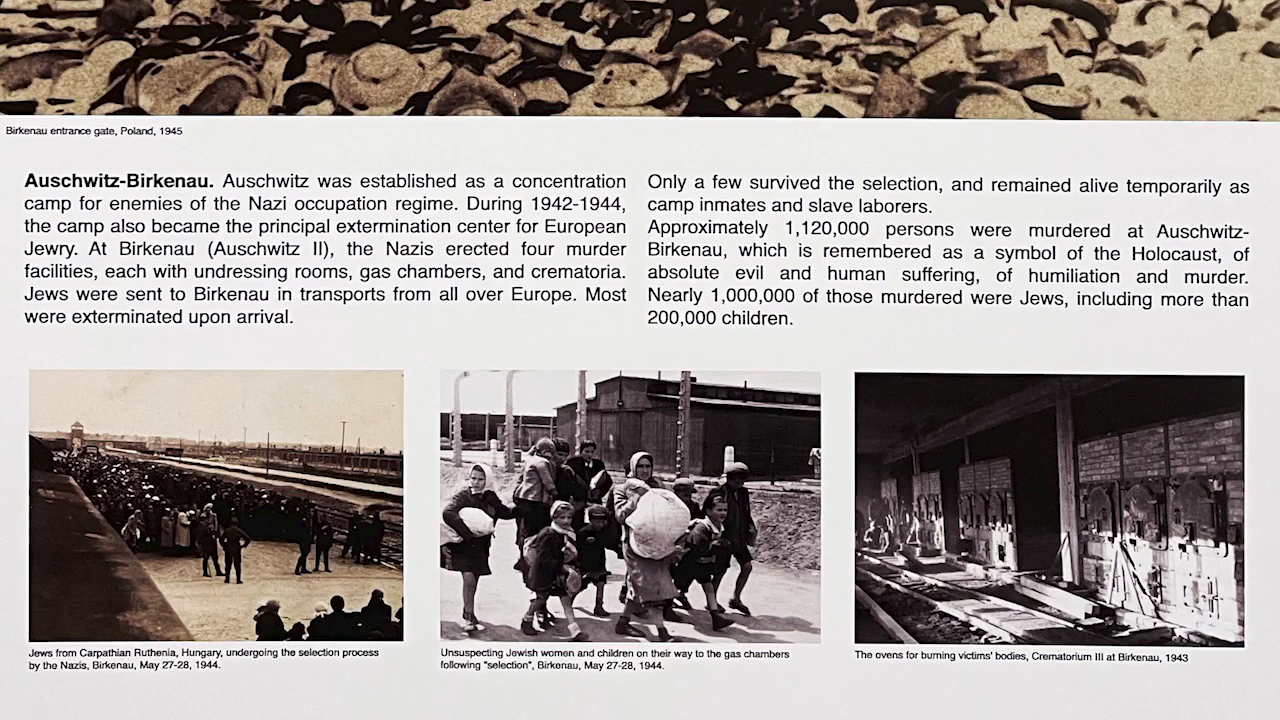 Birkenau entrance gate, Poland, 1945
Auschwitz-Birkenau. Auschwitz was established as a concentration
camp for enemies of the Nazi occupation regime. During 1942-1944,
the camp also became the principal extermination center for European
Jewry. At Birkenau (Auschwitz II), the Nazis erected four murder
facilities, each with undressing rooms, gas chambers, and crematoria.
Jews were sent to Birkenau in transports from all over Europe. Most
were exterminated upon arrival.
Only a few survived the selection, and remained alive temporarily as
camp inmates and slave laborers.
Approximately 1,120,000 persons were murdered at Auschwitz-
Birkenau, which is remembered as a symbol of the Holocaust, of
absolute evil and human suffering, of humiliation and murder.
Nearly 1,000,000 of those murdered were Jews, including more than
200,000 children.
Jews from Carpathian Ruthenia, Hungary, undergoing the selection process
by the Nazis, Birkenau, May 27-28, 1944.
Unsuspecting Jewish women and children on their way to the gas chambers
following "selection", Birkenau, May 27-28, 1944.
The ovens for burning victims' bodies, Crematorium III at Birkenau, 1943